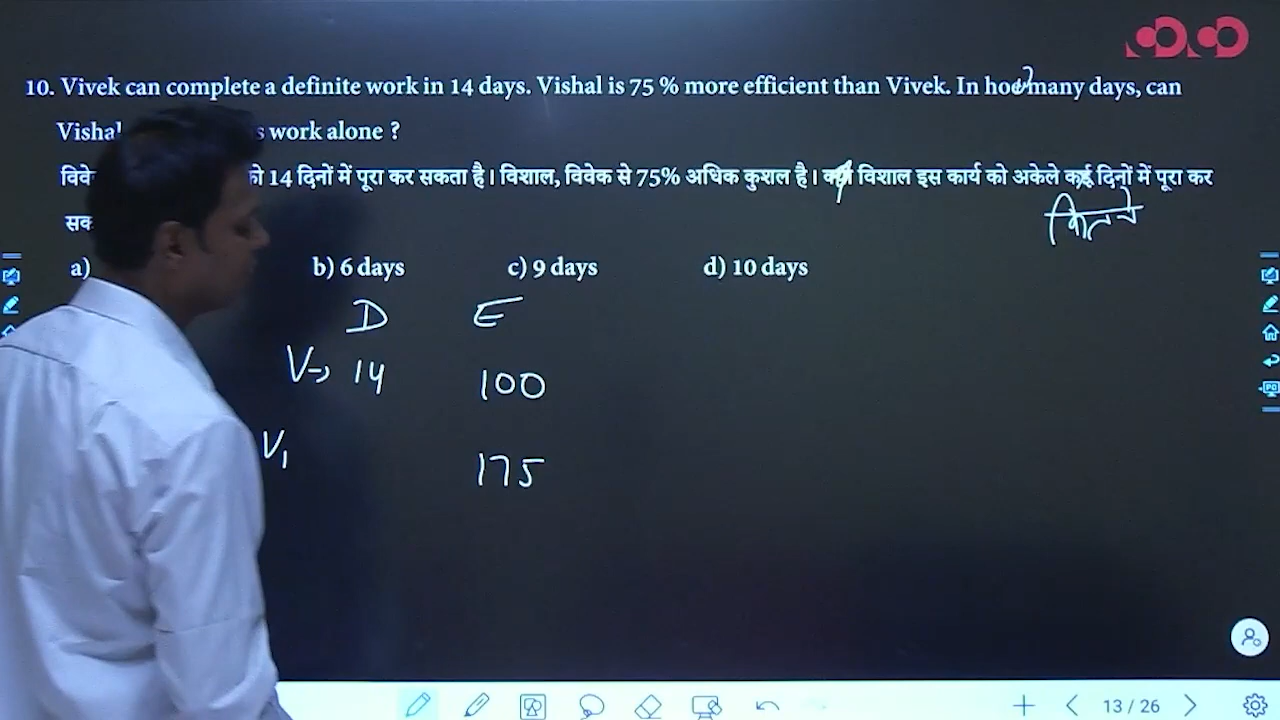 10. Vivek can complete a definite work in 14 days. Vishal is 75 % more efficient than Vivek. In how many days, can
Vishal work alone ?
14 दिनों में पूरा कर सकता है। विशाल, विवेक से 75% अधिक कुशल है। विशाल इस कार्य को अकेले कई दिनों में पूरा कर
कितने
a) b) 6 days c) 9 days d) 10 days
D E
V→ 14 100
V1 175
13 / 26